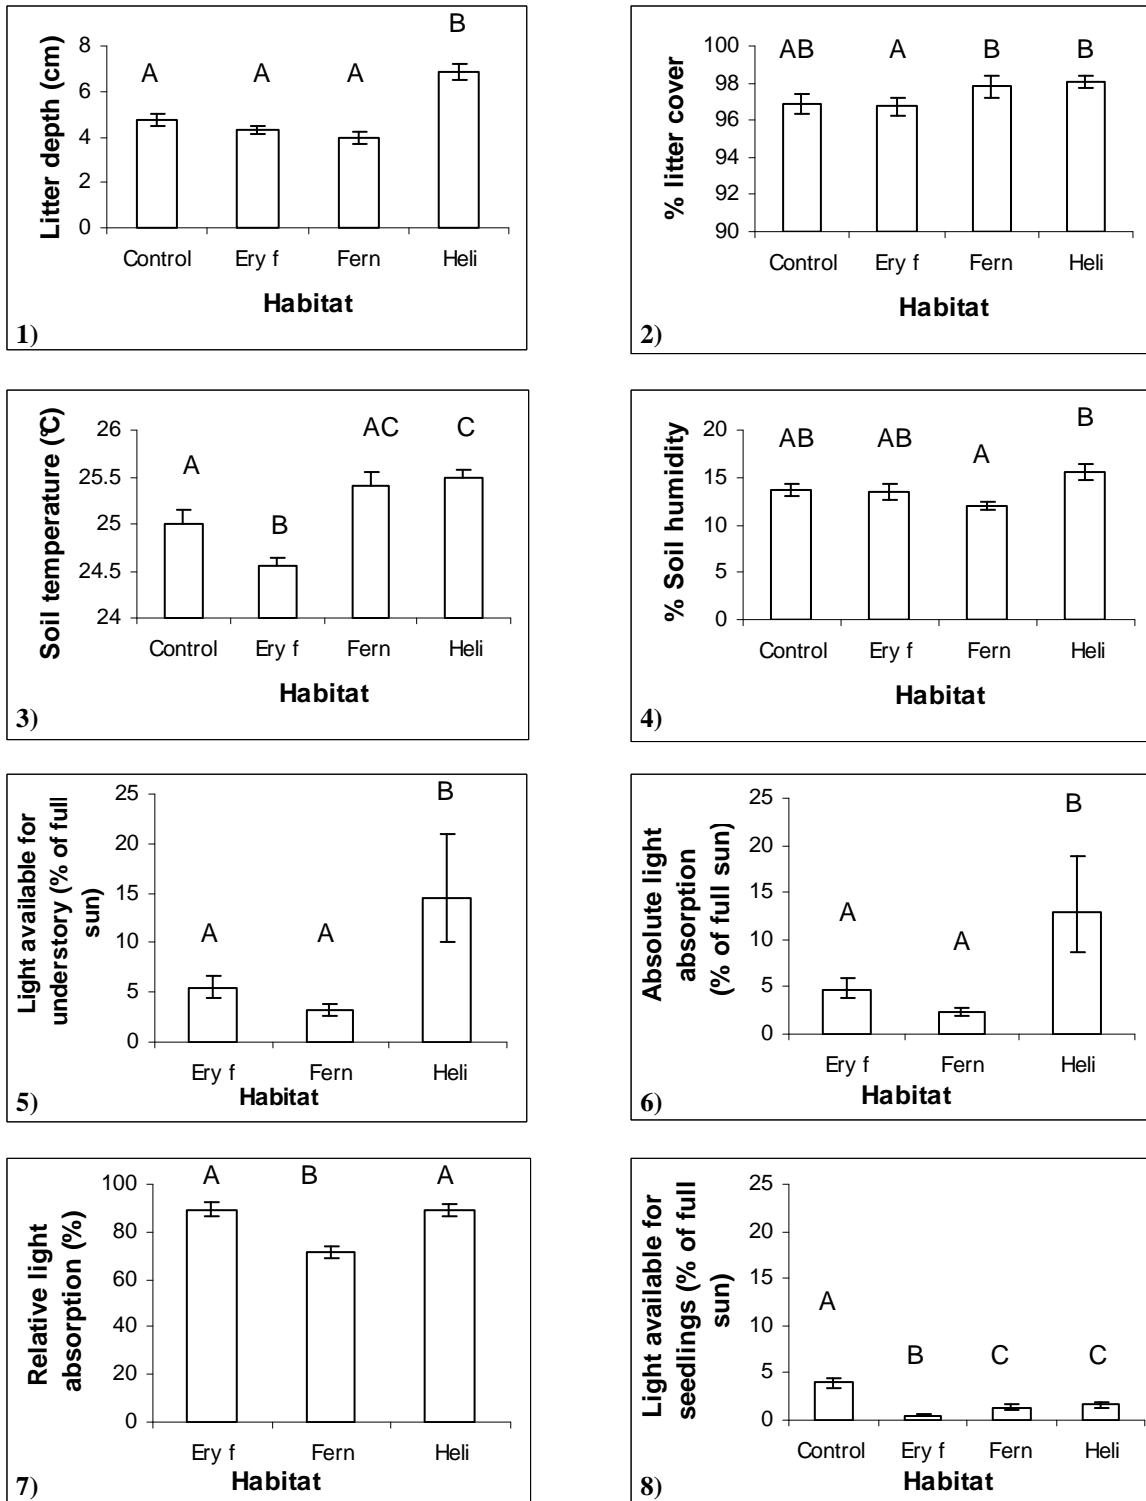 Litter depth (cm)
8
6
4
2
0
A
A
A
B
Control
Ery f
Fern
Heli
Habitat
1)
% litter cover
100
98
96
94
92
90
AB
A
B
B
Control
Ery f
Fern
Heli
Habitat
2)
Soil temperature (°C)
26
25.5
25
24.5
24
A
B
AC
C
Control
Ery f
Fern
Heli
Habitat
3)
% Soil humidity
20
15
10
5
0
AB
AB
A
B
Control
Ery f
Fern
Heli
Habitat
4)
Light available for
understory (% of full
sun)
25
20
15
10
5
0
A
A
B
Ery f
Fern
Heli
Habitat
5)
Absolute light
absorption
(% of full sun)
25
20
15
10
5
0
A
A
B
Ery f
Fern
Heli
Habitat
6)
Relative light
absorption (%)
100
80
60
40
20
0
A
B
A
Ery f
Fern
Heli
Habitat
7)
Light available for
seedlings (% of full
sun)
25
20
15
10
5
0
A
B
C
C
Control
Ery f
Fern
Heli
Habitat
8)